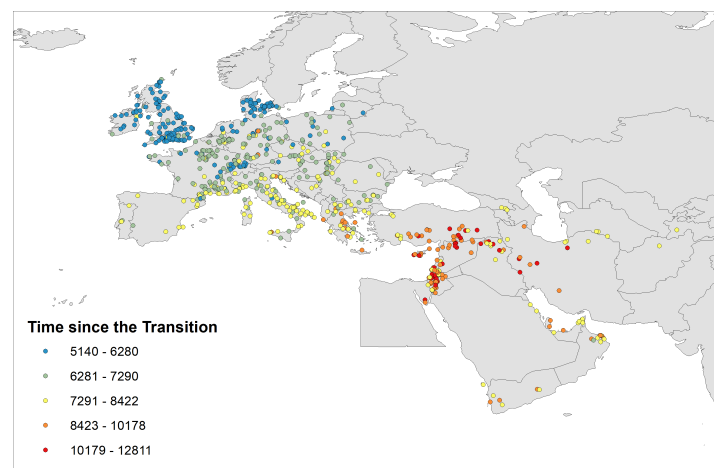 Time since the Transition
5140 - 6280
6281 - 7290
7291 - 8422
8423 - 10178
10179 - 12811